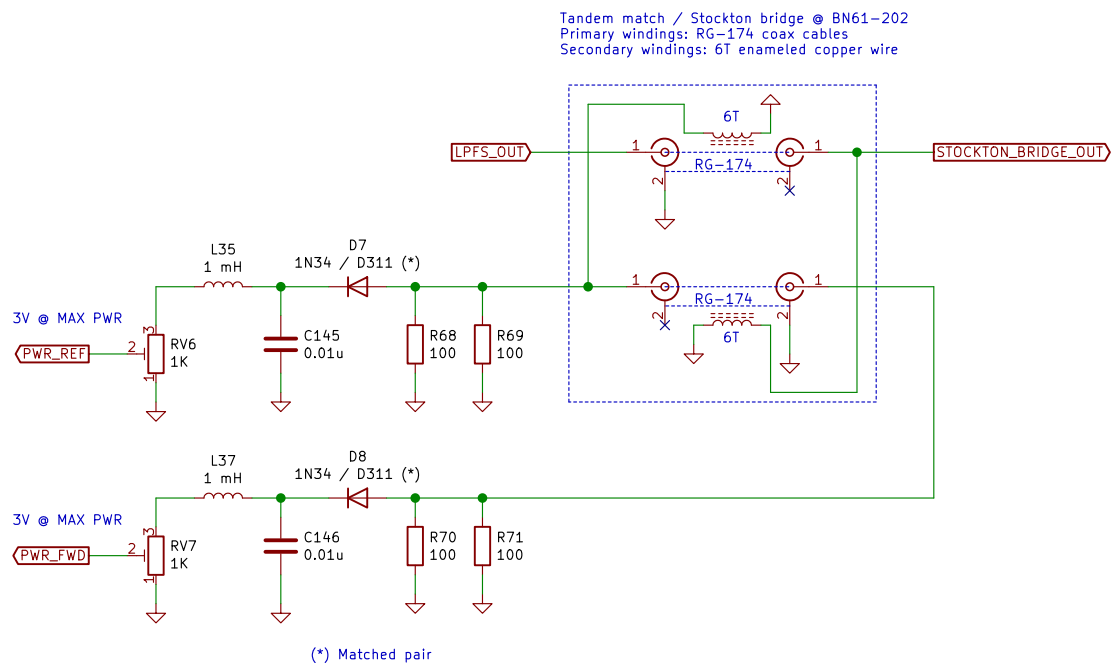 Tandem match / Stockton bridge @ BN61-202
Primary windings: RG-174 coax cables
Secondary windings: 6T enameled copper wire
6T
LPFS_OUT
1
1
STOCKTON_BRIDGE_OUT
RG-174
2
2
L35
1 mH
D7
1N34 / D311 (*)
1
1
RG-174
2
2
6T
3V @ MAX PWR
3
PWR_REF
2
1
RV6
1K
C145
0.01u
R68
100
R69
100
L37
1 mH
D8
1N34 / D311 (*)
3V @ MAX PWR
3
PWR_FWD
2
1
RV7
1K
C146
0.01u
R70
100
R71
100
(*) Matched pair